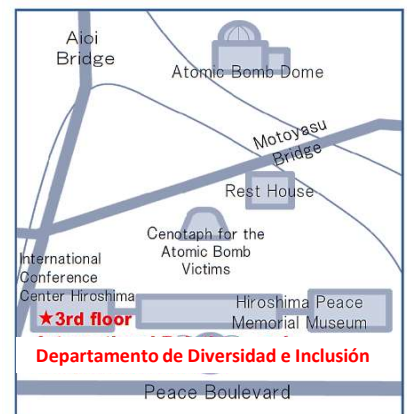 Aioi
Bridge
Atomic Bomb Dome
Motoyasu
Bridge
Rest House
Cenotaph for the
Atomic Bomb
Victims
International
Conference
Center Hiroshima
★3rd floor
Hiroshima Peace
Memorial Museum
Departamento de Diversidad e Inclusión
Peace Boulevard